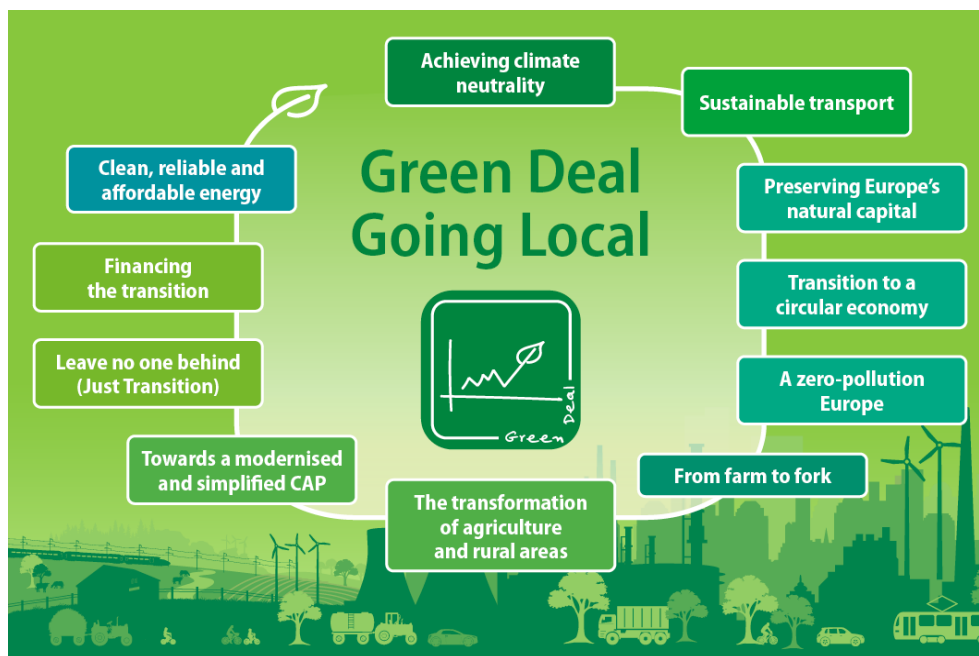 Green Deal
Going Local
Achieving climate
neutrality
Sustainable transport
Preserving Europe's
natural capital
Transition to a
circular economy
A zero-pollution
Europe
From farm to fork
The transformation
of agriculture
and rural areas
Towards a modernised
and simplified CAP
Leave no one behind
(Just Transition)
Financing
the transition
Clean, reliable and
affordable energy
Green Deal